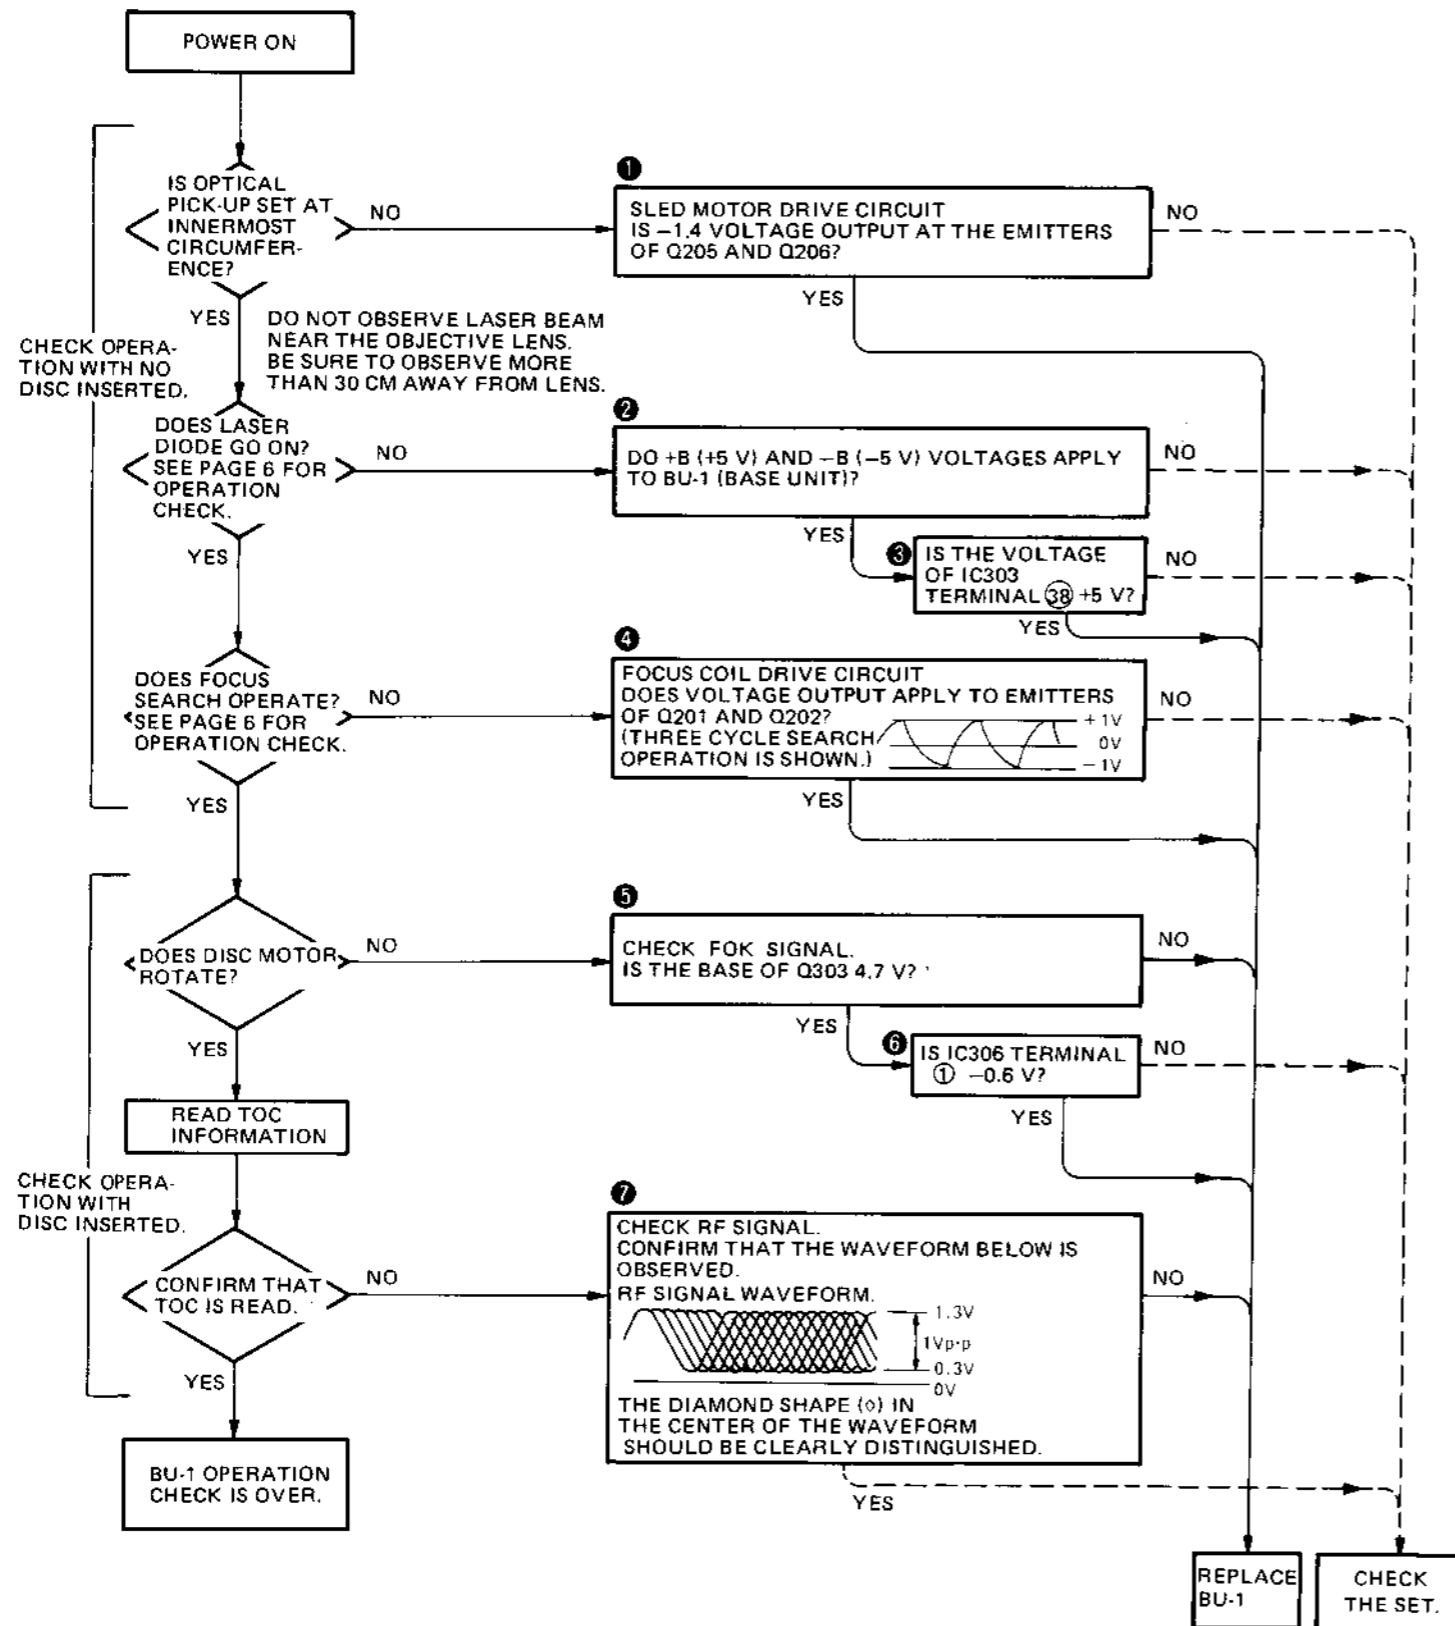 POWER ON
CHECK OPERA-
TION WITH NO
DISC INSERTED.
IS OPTICAL
PICK-UP SET AT
INNERMOST
CIRCUMFER-
ENCE?
NO
YES
❶
SLED MOTOR DRIVE CIRCUIT
IS −1.4 VOLTAGE OUTPUT AT THE EMITTERS
OF Q205 AND Q206?
NO
YES
DO NOT OBSERVE LASER BEAM
NEAR THE OBJECTIVE LENS.
BE SURE TO OBSERVE MORE
THAN 30 CM AWAY FROM LENS.
DOES LASER
DIODE GO ON?
SEE PAGE 6 FOR
OPERATION
CHECK.
NO
YES
❷
DO +B (+5 V) AND −B (−5 V) VOLTAGES APPLY
TO BU-1 (BASE UNIT)?
NO
YES
❸
IS THE VOLTAGE
OF IC303
TERMINAL ㊳ +5 V?
NO
YES
DOES FOCUS
SEARCH OPERATE?
SEE PAGE 6 FOR
OPERATION CHECK.
NO
YES
❹
FOCUS COIL DRIVE CIRCUIT
DOES VOLTAGE OUTPUT APPLY TO EMITTERS
OF Q201 AND Q202?
(THREE CYCLE SEARCH
OPERATION IS SHOWN.)
+1V
0V
−1V
NO
YES
CHECK OPERA-
TION WITH
DISC INSERTED.
DOES DISC MOTOR
ROTATE?
NO
YES
❺
CHECK FOK SIGNAL.
IS THE BASE OF Q303 4.7 V?
NO
YES
❻
IS IC306 TERMINAL
① −0.6 V?
NO
YES
READ TOC
INFORMATION
CONFIRM THAT
TOC IS READ.
NO
YES
❼
CHECK RF SIGNAL.
CONFIRM THAT THE WAVEFORM BELOW IS
OBSERVED.
RF SIGNAL WAVEFORM.
1.3V
1Vp-p
0.3V
0V
THE DIAMOND SHAPE (◇) IN
THE CENTER OF THE WAVEFORM
SHOULD BE CLEARLY DISTINGUISHED.
NO
YES
BU-1 OPERATION
CHECK IS OVER.
REPLACE
BU-1
CHECK
THE SET.